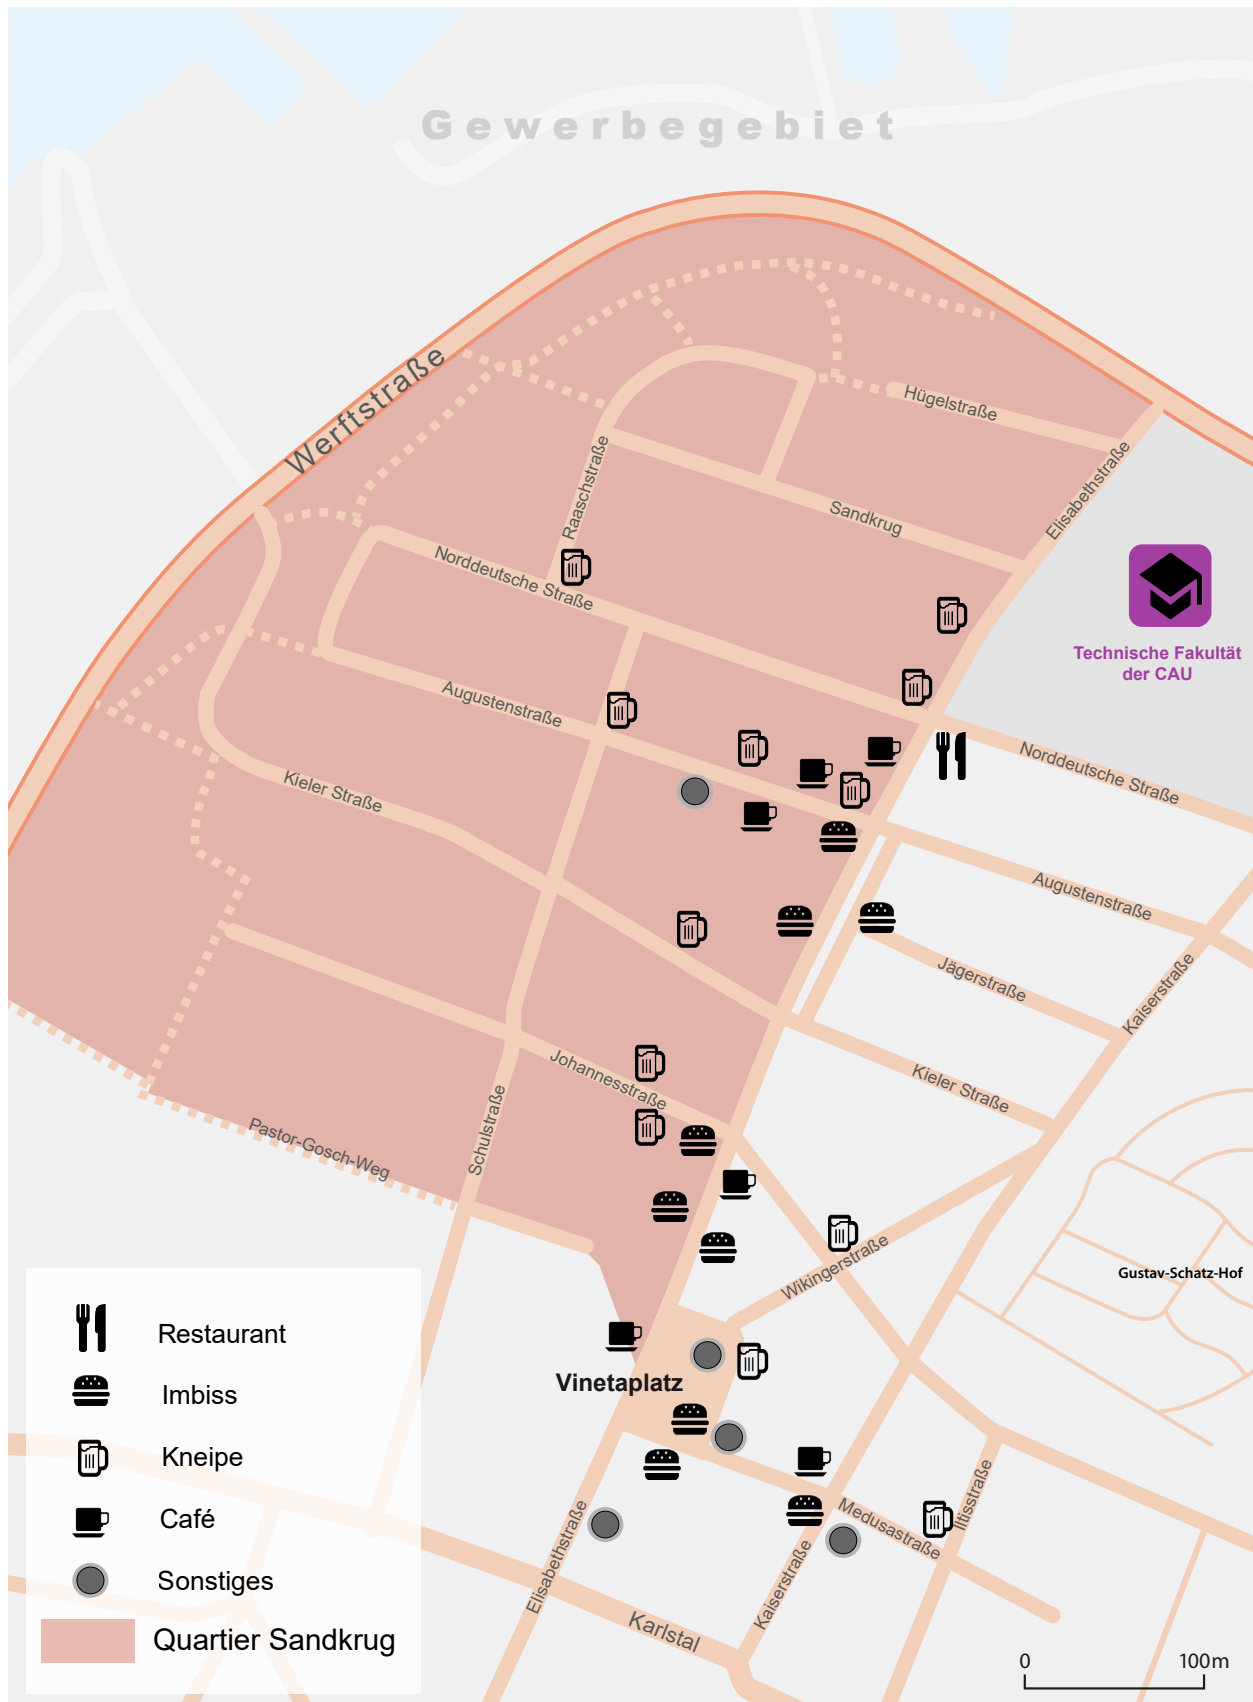 Gewerbegebiet
Werftstraße
Hügelstraße
Elisabethstraße
Raaschstraße
Sandkrug
Norddeutsche Straße
Technische Fakultät
der CAU
Augustenstraße
Norddeutsche Straße
Kieler Straße
Augustenstraße
Jägerstraße
Kaiserstraße
Johannesstraße
Kieler Straße
Schulstraße
Pastor-Gosch-Weg
Wikingerstraße
Gustav-Schatz-Hof
Vinetaplatz
Elisabethstraße
Medusastraße
Iltisstraße
Kaiserstraße
Karlstal
Restaurant
Imbiss
Kneipe
Café
Sonstiges
Quartier Sandkrug
0 100m